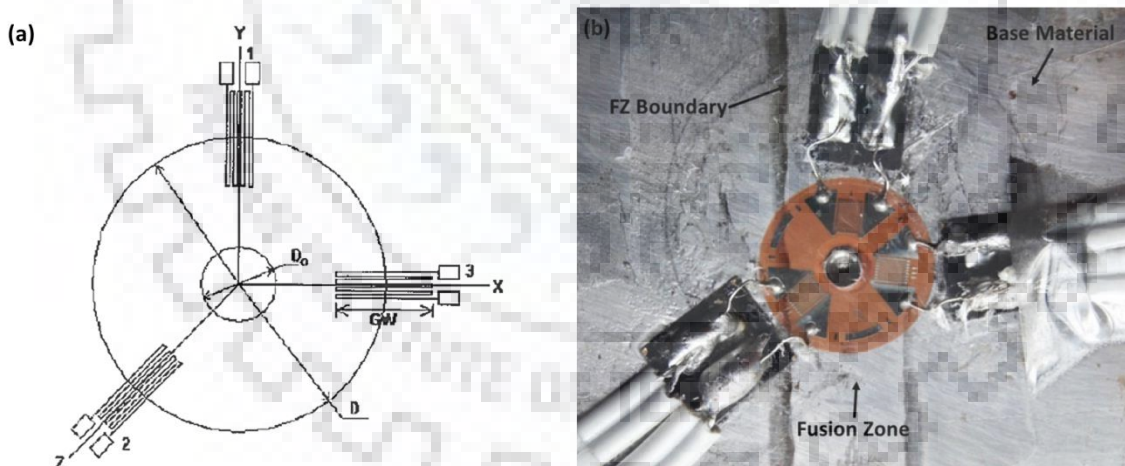 (a)
Y
1
D₀
3
X
GW
D
2
Z
(b)
Base Material
FZ Boundary
Fusion Zone